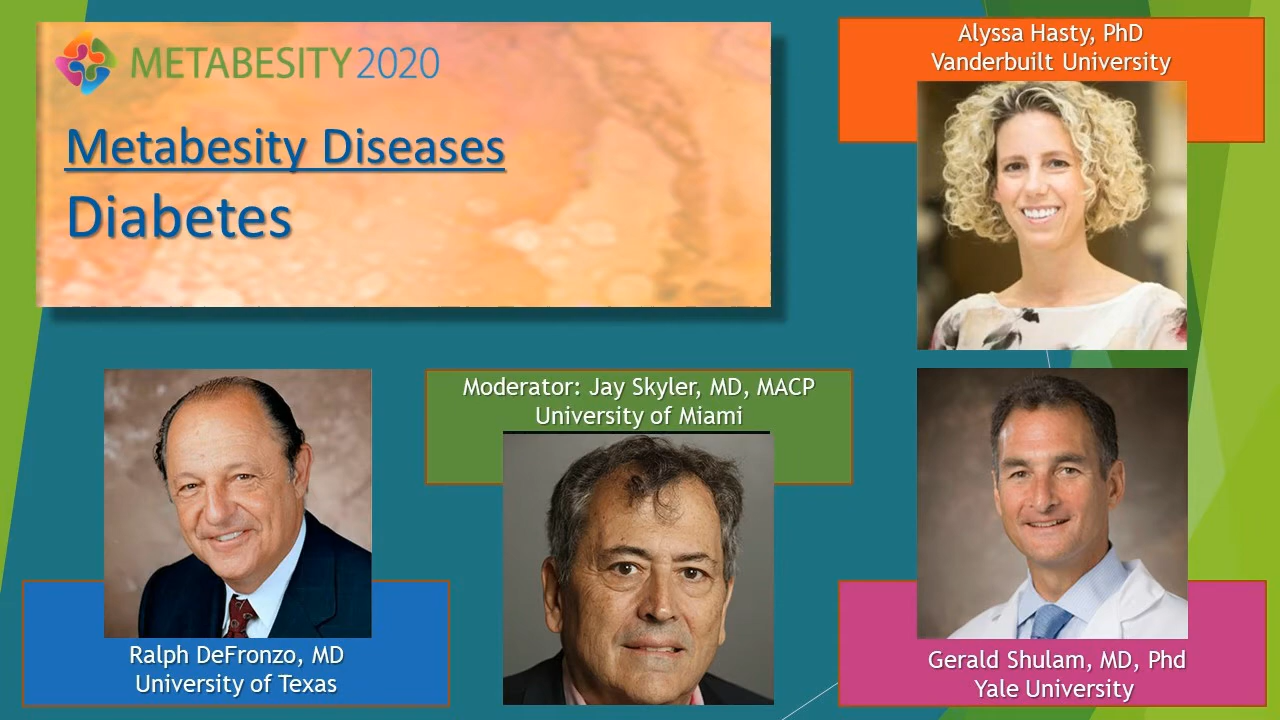 METABESITY 2020
Metabesity Diseases
Diabetes
Alyssa Hasty, PhD
Vanderbuilt University
Moderator: Jay Skyler, MD, MACP
University of Miami
Ralph DeFronzo, MD
University of Texas
Gerald Shulam, MD, Phd
Yale University